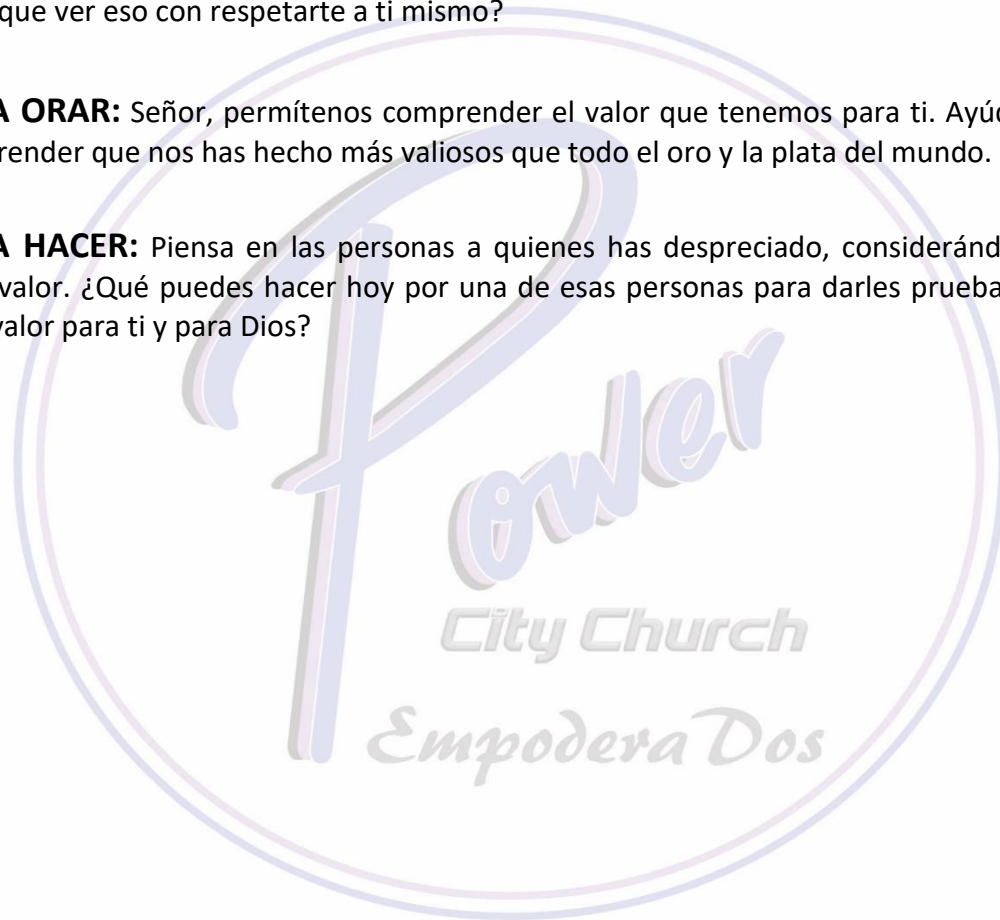 que ver eso con respetarte a ti mismo?
A ORAR: Señor, permítenos comprender el valor que tenemos para ti. Ayúd
render que nos has hecho más valiosos que todo el oro y la plata del mundo.
A HACER: Piensa en las personas a quienes has despreciado, consideránd
valor. ¿Qué puedes hacer hoy por una de esas personas para darles prueba
valor para ti y para Dios?
Power
City Church
EmpoderaDos